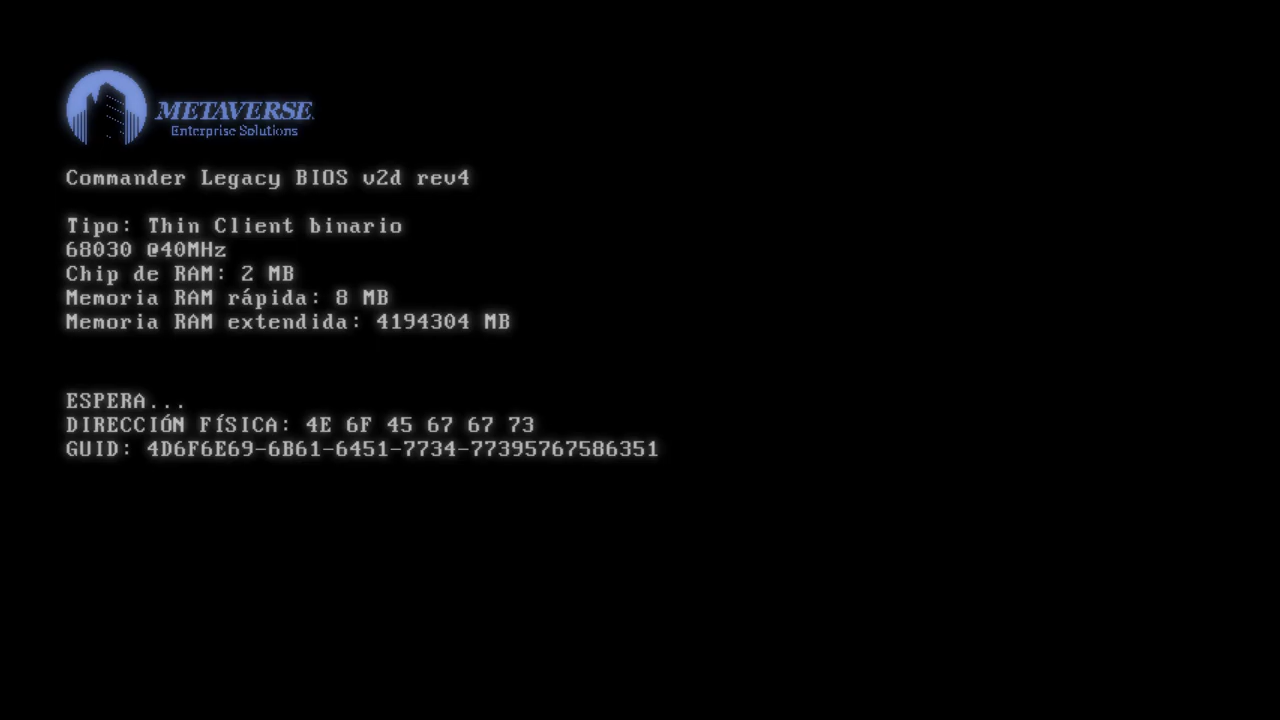 METAVERSE
Enterprise Solutions
Commander Legacy BIOS v2d rev4
Tipo: Thin Client binario
68030 @40MHz
Chip de RAM: 2 MB
Memoria RAM rápida: 8 MB
Memoria RAM extendida: 4194304 MB
ESPERA...
DIRECCIÓN FÍSICA: 4E 6F 45 67 67 73
GUID: 4D6F6E69-6B61-6451-7734-77395767586351